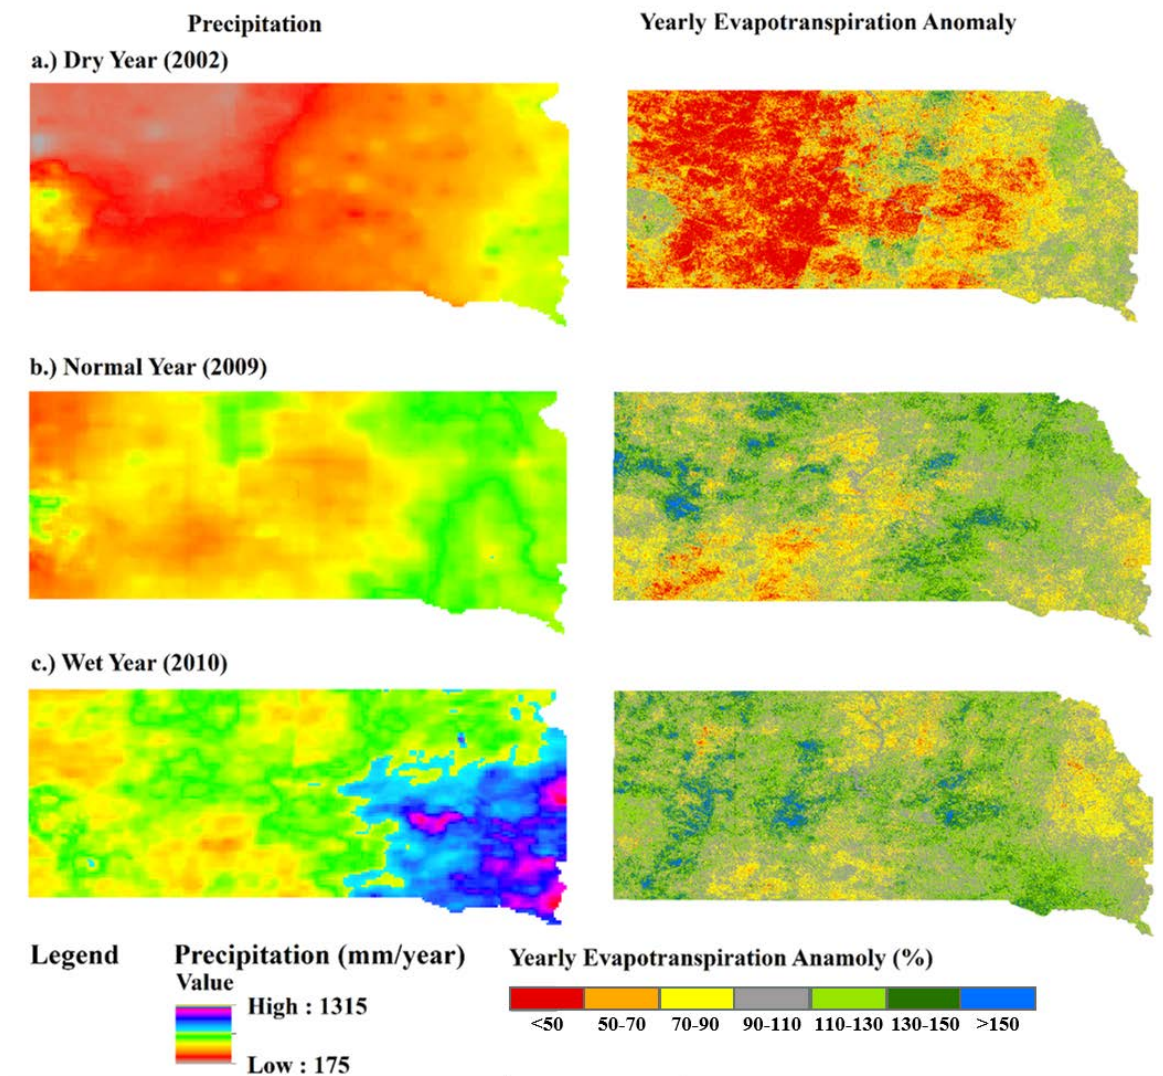 Precipitation
Yearly Evapotranspiration Anomaly
a.) Dry Year (2002)
b.) Normal Year (2009)
c.) Wet Year (2010)
Legend
Precipitation (mm/year)
Value
High : 1315
Low : 175
Yearly Evapotranspiration Anamoly (%)
<50 50-70 70-90 90-110 110-130 130-150 >150